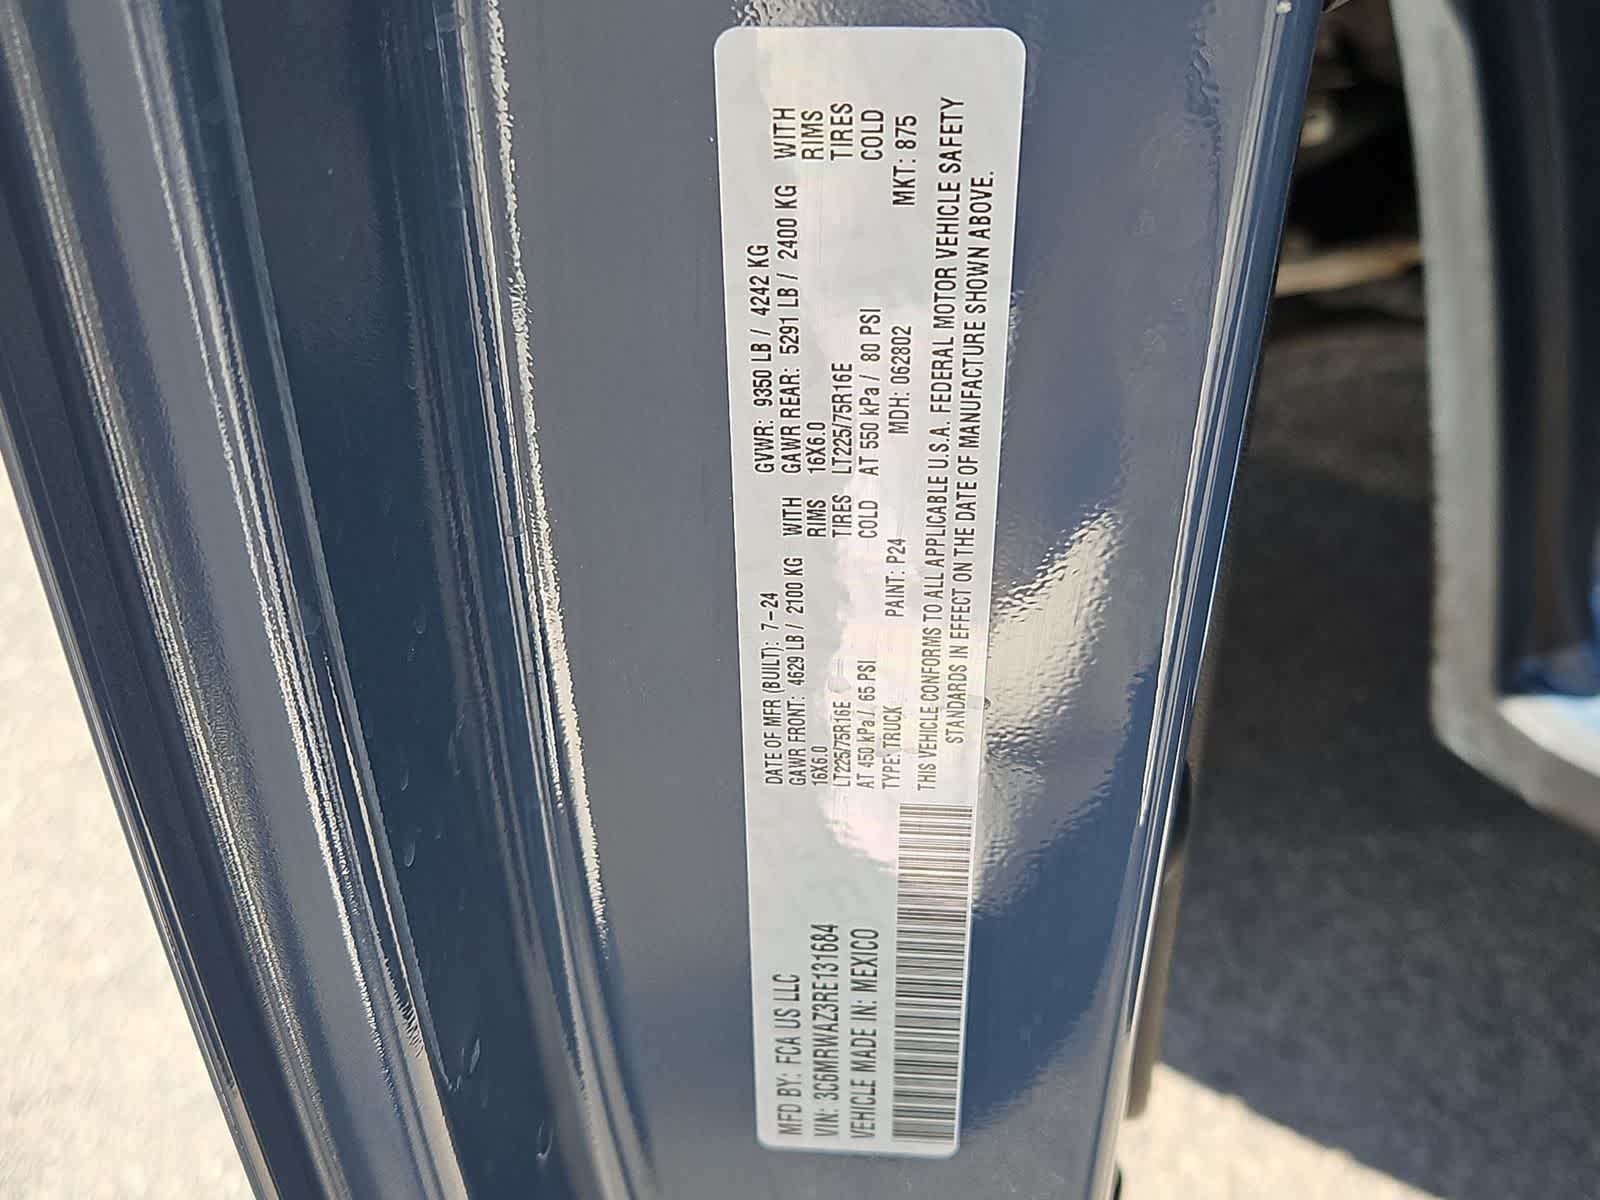 MFD BY: FCA US LLC
VIN: 3C6MRWAZ3RE131684
VEHICLE MADE IN: MEXICO
DATE OF MFR (BUILT): 7-24 GVWR: 9350 LB / 4242 KG
GAWR FRONT: 4629 LB / 2100 KG WITH GAWR REAR: 5291 LB / 2400 KG WITH
16X6.0 RIMS 16X6.0 RIMS
LT225/75R16E TIRES LT225/75R16E TIRES
AT 450 kPa / 65 PSI COLD AT 550 kPa / 80 PSI COLD
TYPE: TRUCK PAINT: P24 MDH: 062802 MKT: 875
THIS VEHICLE CONFORMS TO ALL APPLICABLE U.S.A. FEDERAL MOTOR VEHICLE SAFETY
STANDARDS IN EFFECT ON THE DATE OF MANUFACTURE SHOWN ABOVE.